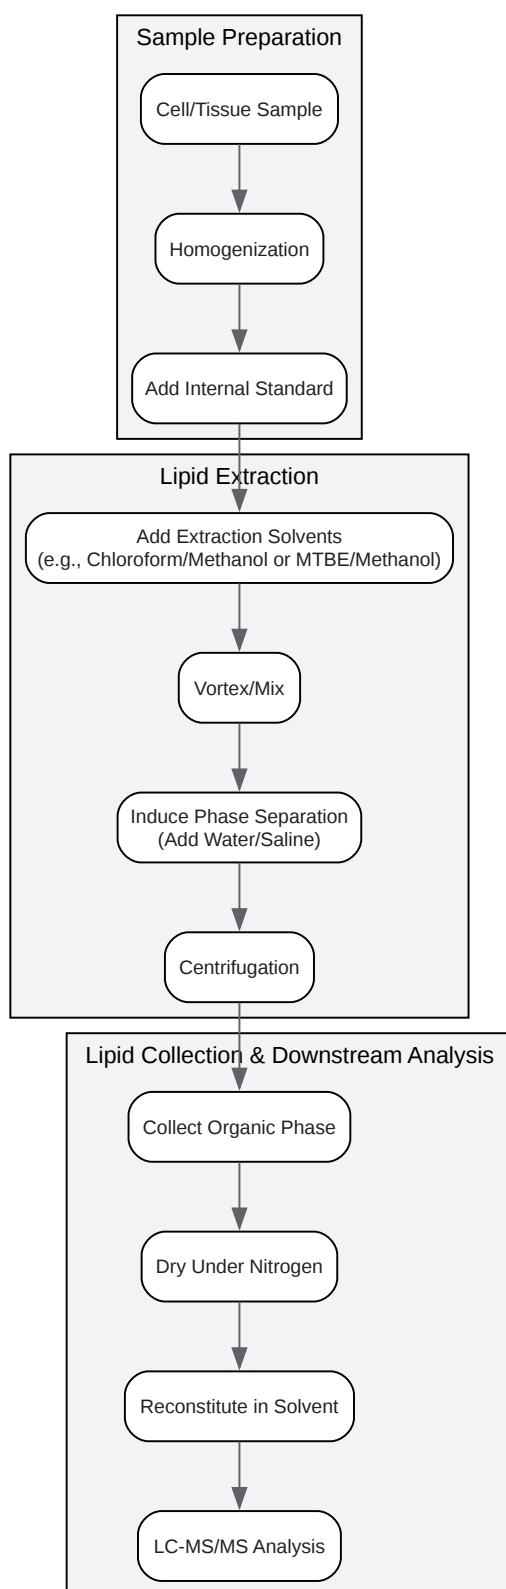 Sample Preparation
Cell/Tissue Sample
Homogenization
Add Internal Standard
Lipid Extraction
Add Extraction Solvents
(e.g., Chloroform/Methanol or MTBE/Methanol)
Vortex/Mix
Induce Phase Separation
(Add Water/Saline)
Centrifugation
Lipid Collection & Downstream Analysis
Collect Organic Phase
Dry Under Nitrogen
Reconstitute in Solvent
LC-MS/MS Analysis